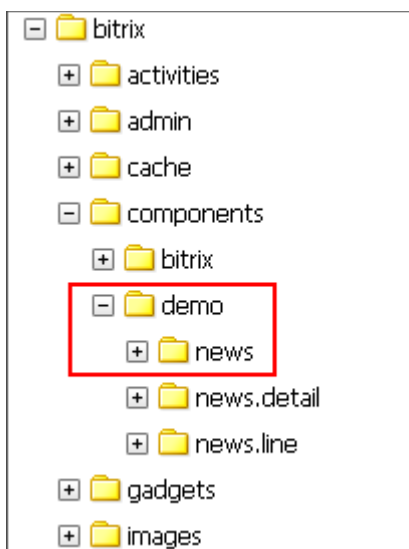 bitrix
activities
admin
cache
components
bitrix
demo
news
news.detail
news.line
gadgets
images